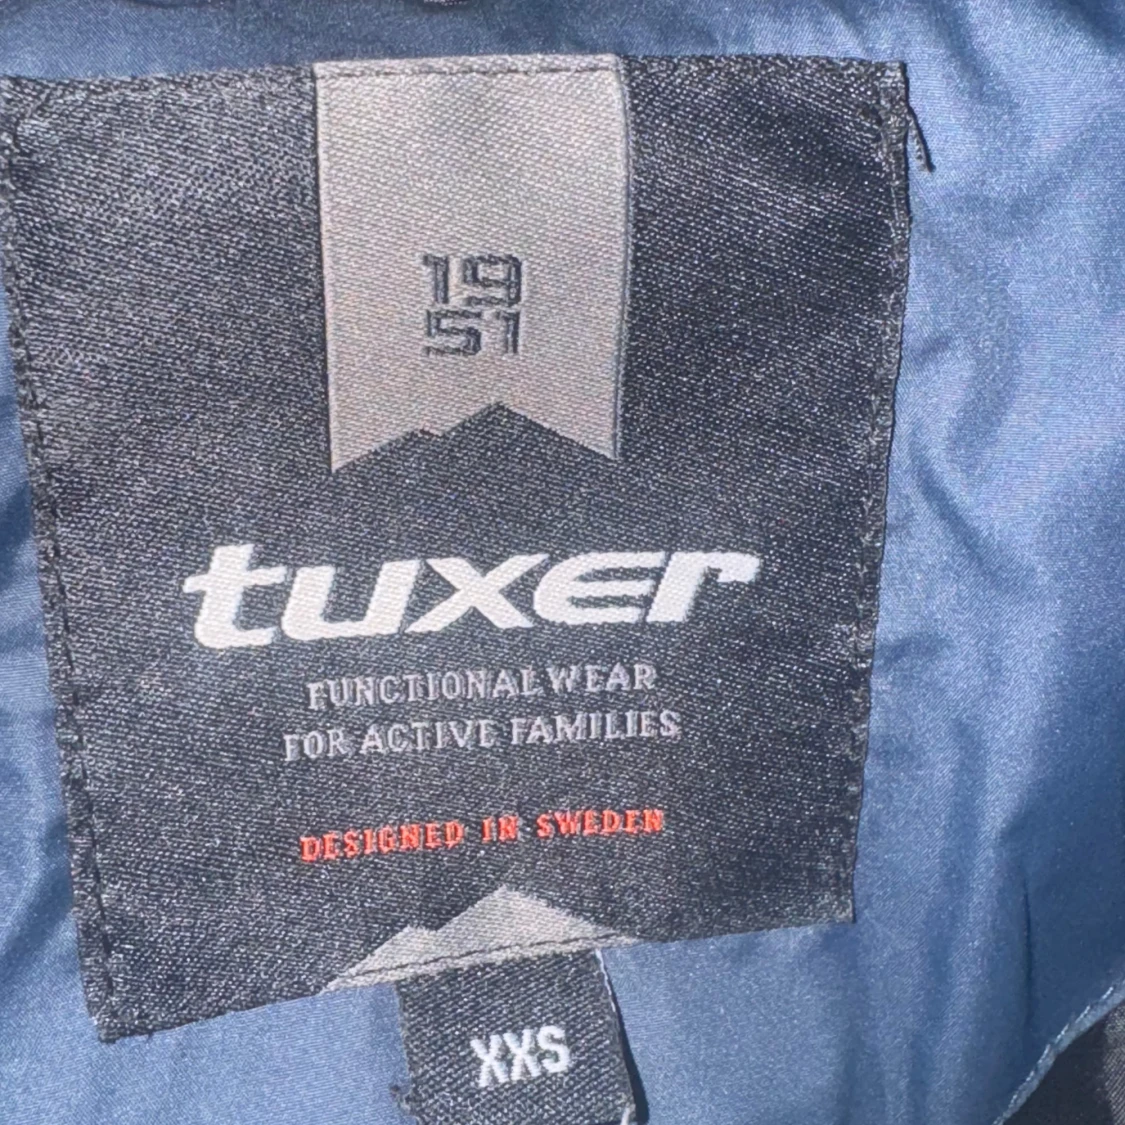 19
51
tuxer
FUNCTIONAL WEAR
FOR ACTIVE FAMILIES
DESIGNED IN SWEDEN
XXS